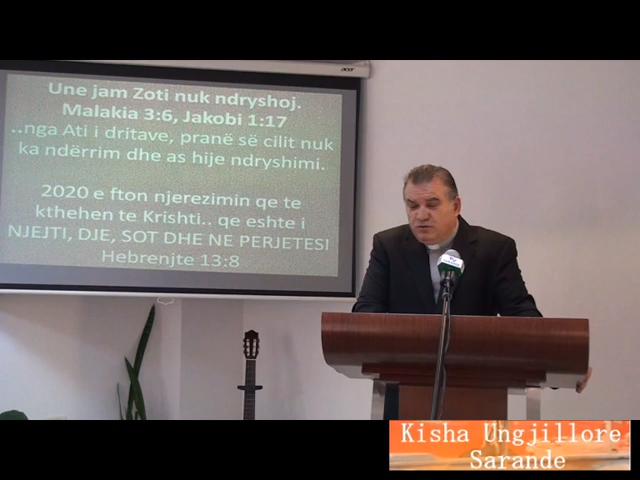 acer
Une jam Zoti nuk ndryshoj.
Malakia 3:6, Jakobi 1:17
..nga Ati i dritave, pranë së cilit nuk
ka ndërrim dhe as hije ndryshimi.
2020 e fton njerezimin qe te
kthehen te Krishti.. qe eshte i
NJEJTI, DJE, SOT DHE NE PERJETESI
Hebrenjte 13:8
Kisha Ungjillore
Sarande